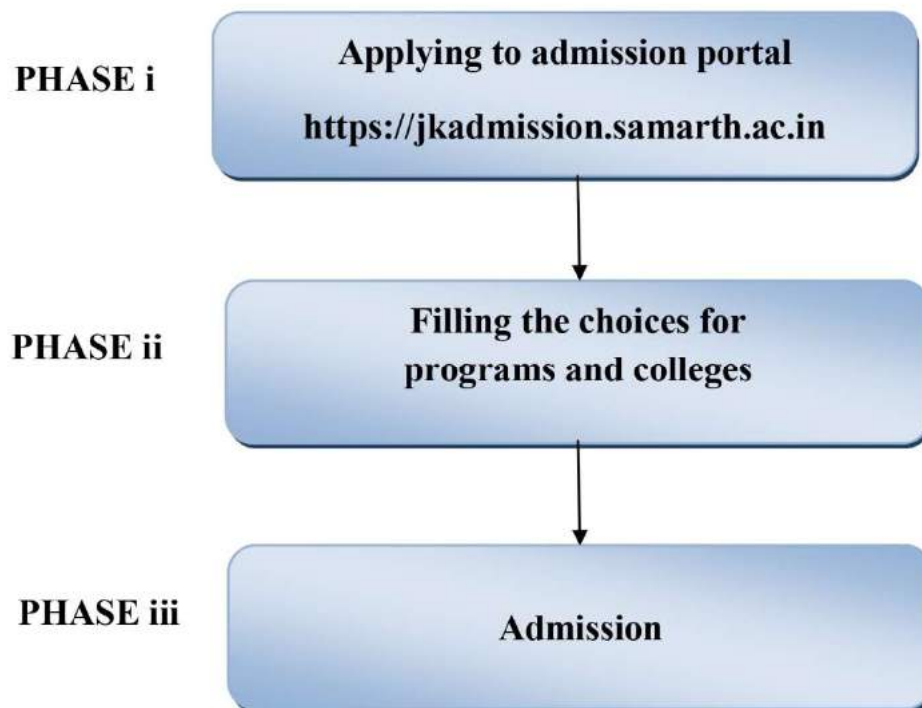 PHASE i
Applying to admission portal
https://jkadmission.samarth.ac.in
PHASE ii
Filling the choices for
programs and colleges
PHASE iii
Admission